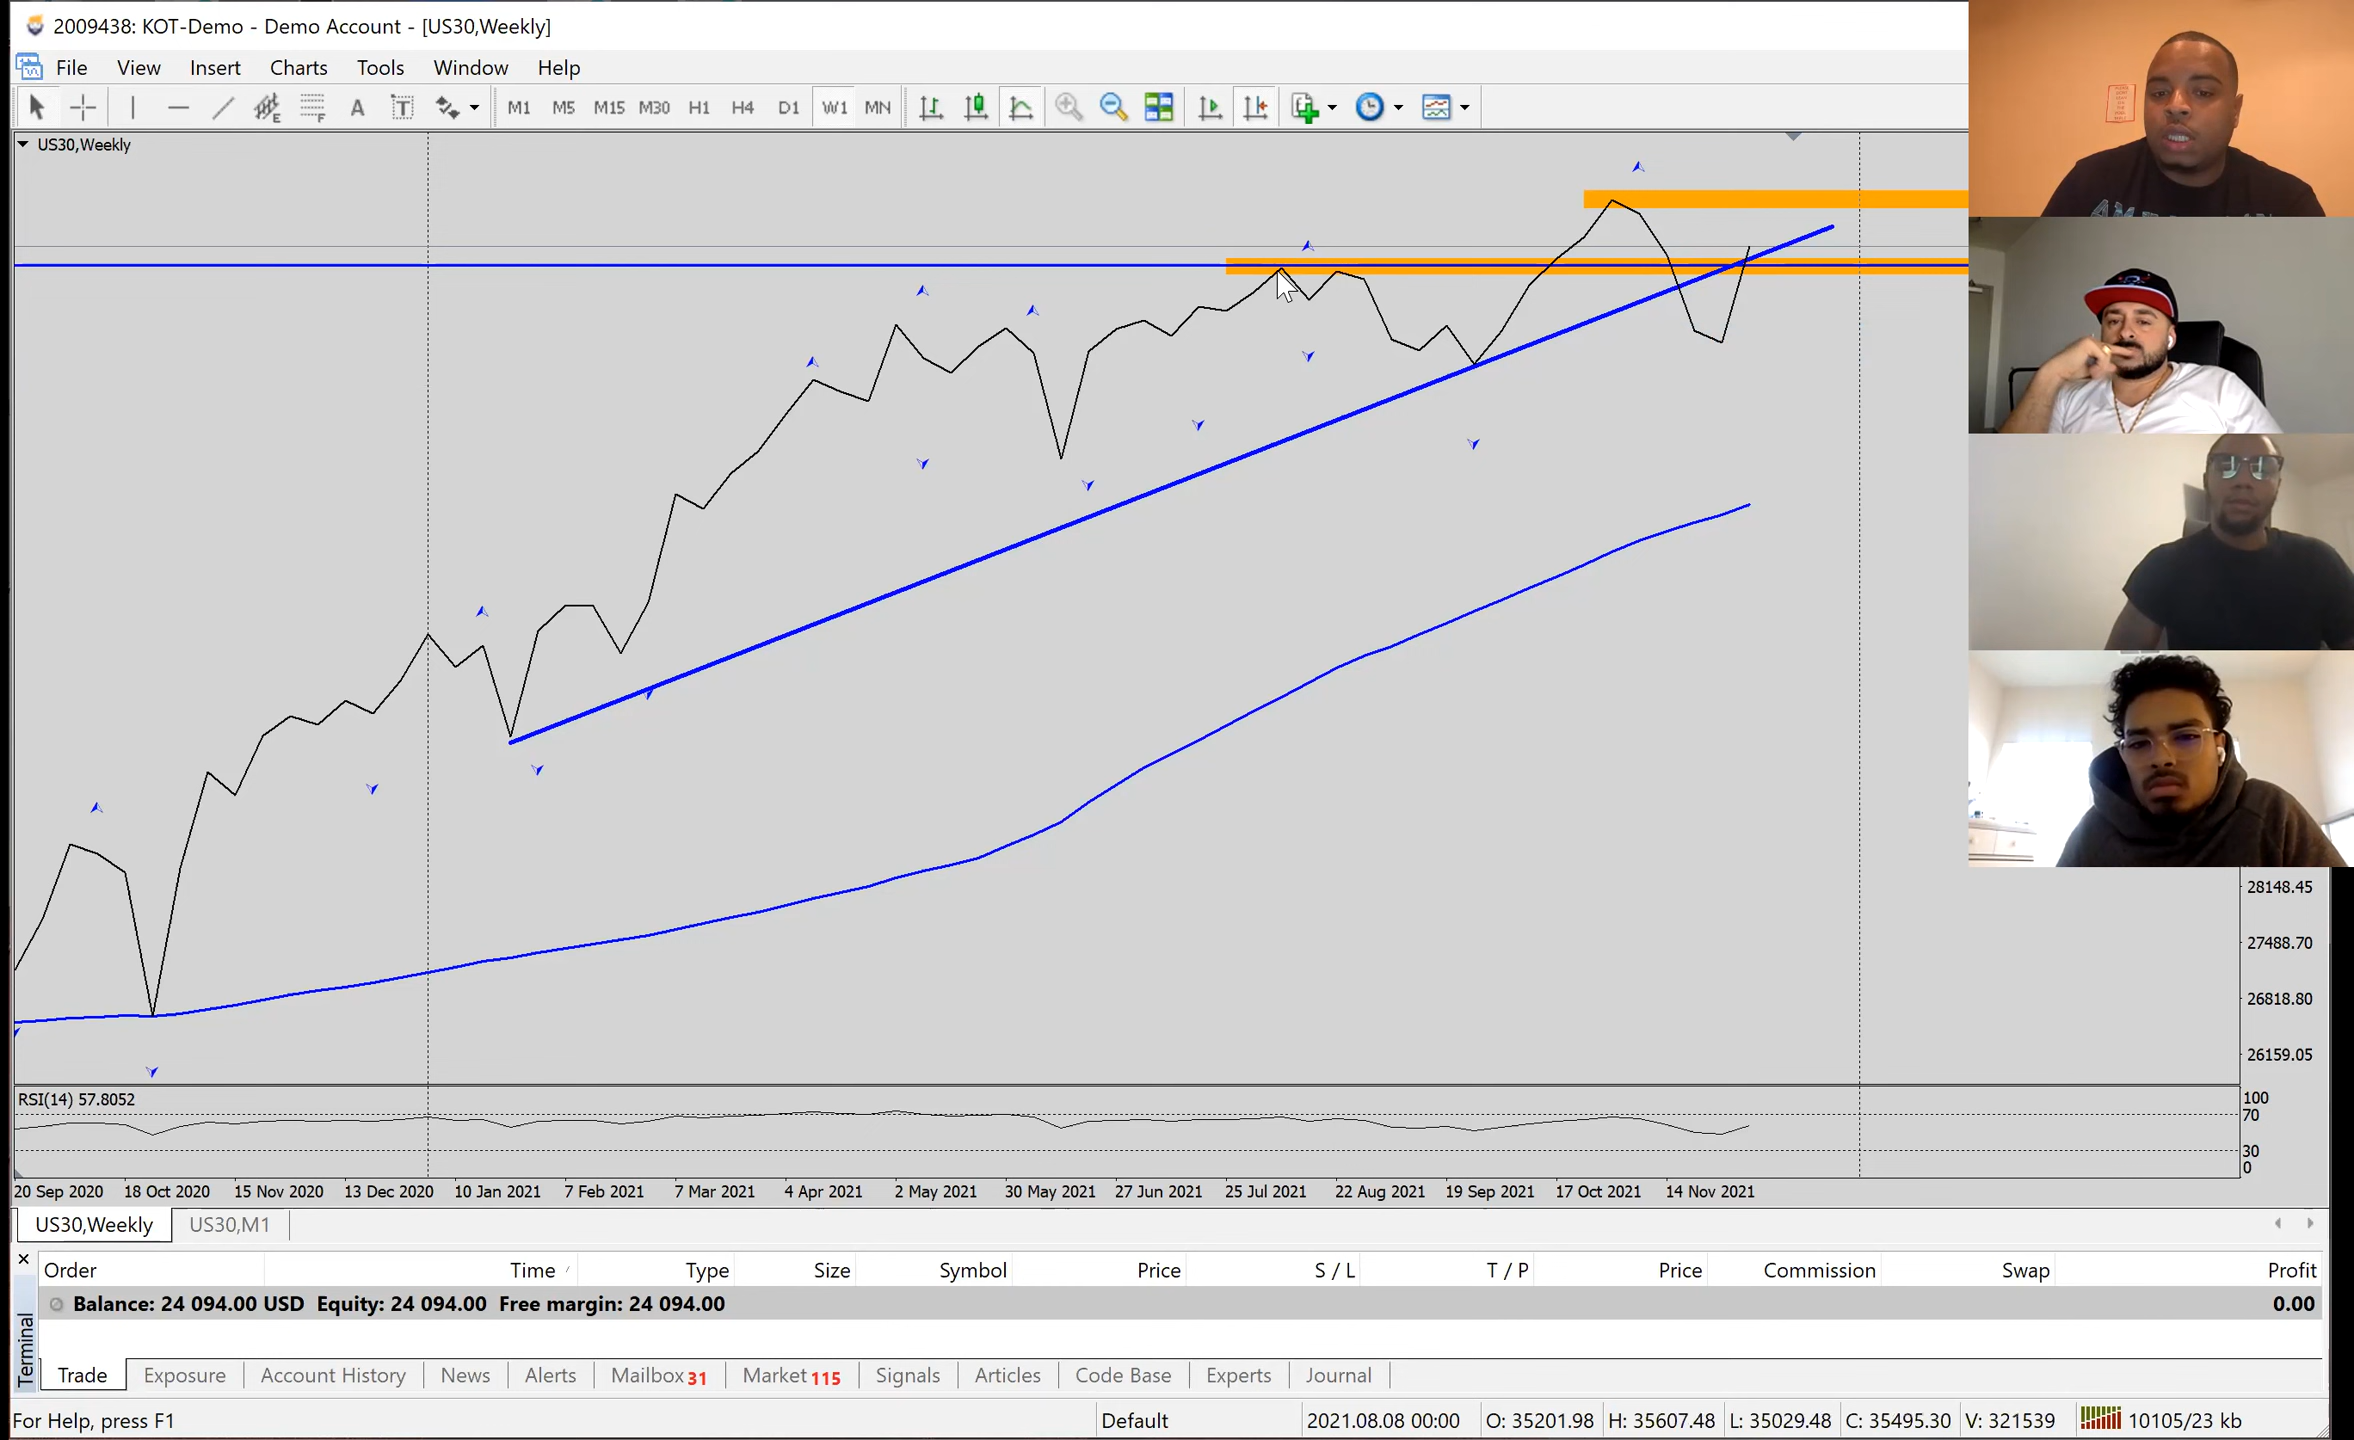 2009438: KOT-Demo - Demo Account - [US30,Weekly]
File View Insert Charts Tools Window Help
A T E F M1 M5 M15 M30 H1 H4 D1 W1 MN
US30,Weekly
28148.45
27488.70
26818.80
26159.05
RSI(14) 57.8052
100
70
30
0
20 Sep 2020 18 Oct 2020 15 Nov 2020 13 Dec 2020 10 Jan 2021 7 Feb 2021 7 Mar 2021 4 Apr 2021 2 May 2021 30 May 2021 27 Jun 2021 25 Jul 2021 22 Aug 2021 19 Sep 2021 17 Oct 2021 14 Nov 2021
US30,Weekly US30,M1
Order Time Type Size Symbol Price S / L T / P Price Commission Swap Profit
Balance: 24 094.00 USD Equity: 24 094.00 Free margin: 24 094.00 0.00
Terminal
Trade Exposure Account History News Alerts Mailbox 31 Market 115 Signals Articles Code Base Experts Journal
For Help, press F1 Default 2021.08.08 00:00 O: 35201.98 H: 35607.48 L: 35029.48 C: 35495.30 V: 321539 10105/23 kb